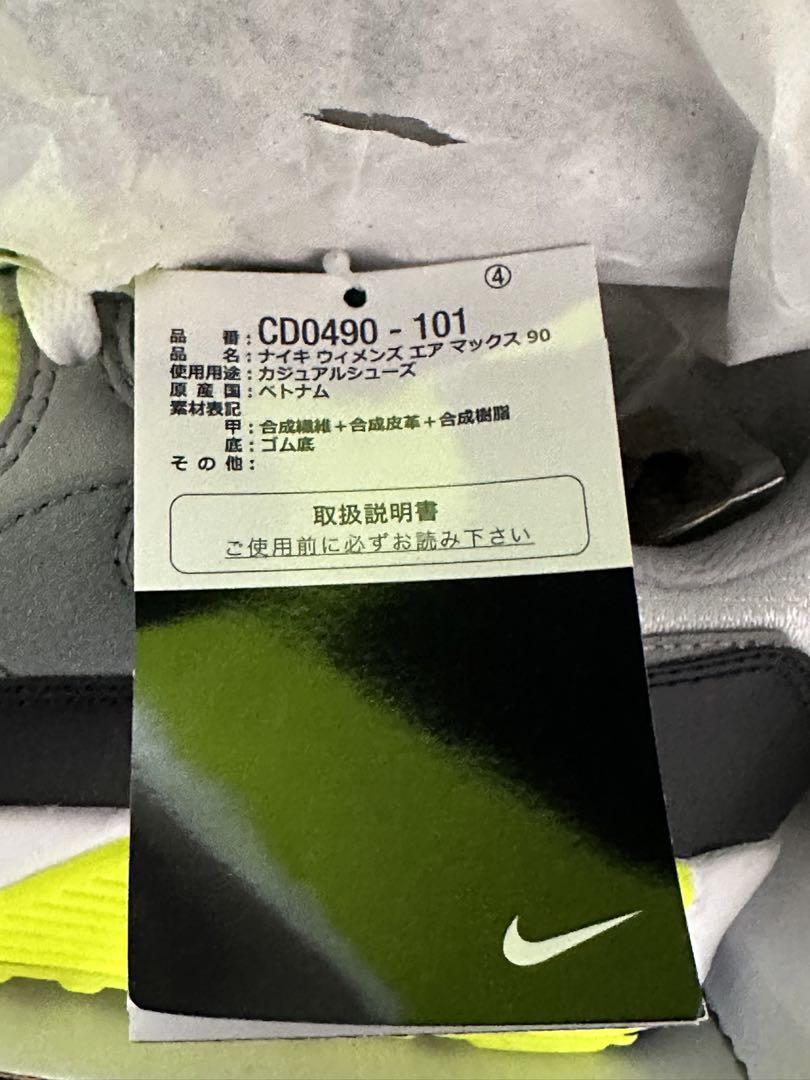 ④
品番:CD0490-101
品名:ナイキ ウィメンズ エア マックス 90
使用用途:カジュアルシューズ
原産国:ベトナム
素材表記
甲:合成繊維+合成皮革+合成樹脂
底:ゴム底
その他:
取扱説明書
ご使用前に必ずお読み下さい